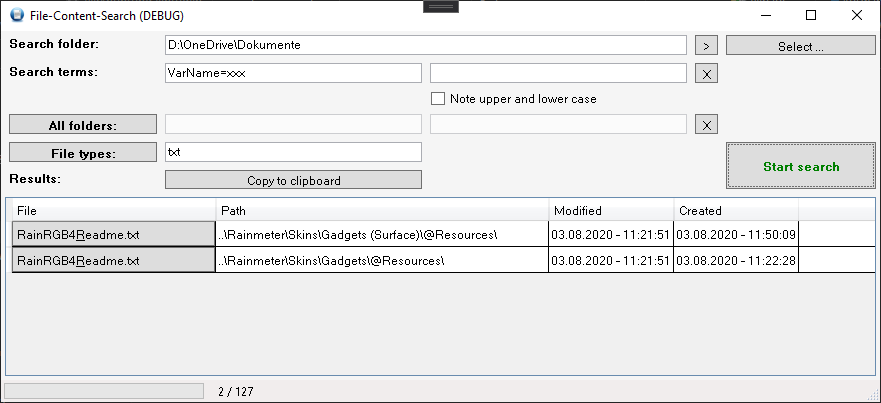 File-Content-Search (DEBUG)
Search folder: D:\OneDrive\Dokumente > Select ...
Search terms: VarName=xxx X
Note upper and lower case
All folders: X
File types: txt
Start search
Results: Copy to clipboard
File Path Modified Created
RainRGB4Readme.txt ..\Rainmeter\Skins\Gadgets (Surface)\@Resources\ 03.08.2020 - 11:21:51 03.08.2020 - 11:50:09
RainRGB4Readme.txt ..\Rainmeter\Skins\Gadgets\@Resources\ 03.08.2020 - 11:21:51 03.08.2020 - 11:22:28
2 / 127